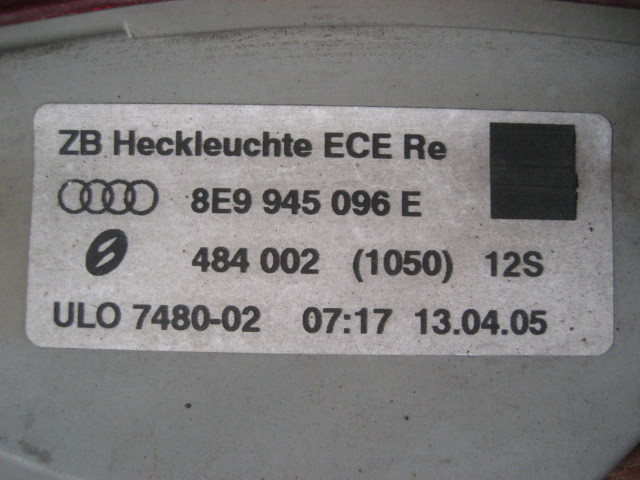 ZB Heckleuchte ECE Re
8E9 945 096 E
484 002 (1050) 12S
ULO 7480-02 07:17 13.04.05